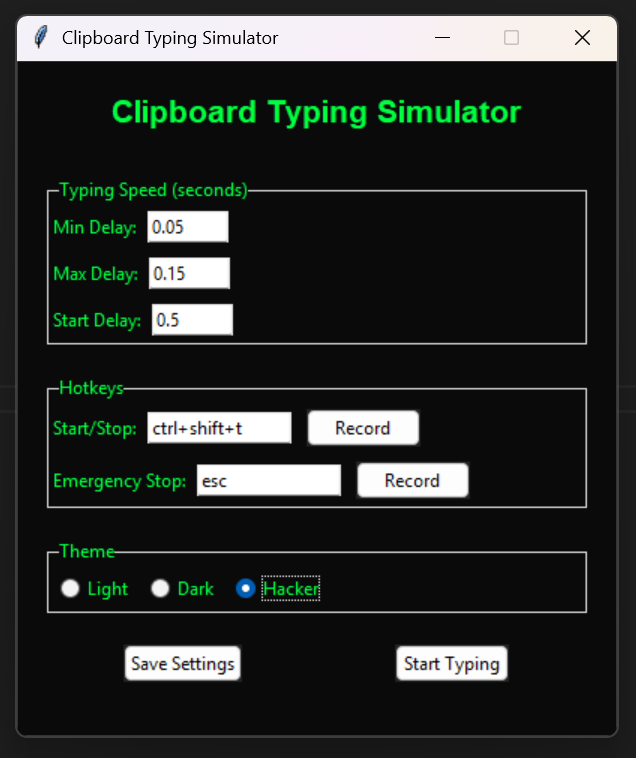 Clipboard Typing Simulator
Clipboard Typing Simulator
Typing Speed (seconds)
Min Delay: 0.05
Max Delay: 0.15
Start Delay: 0.5
Hotkeys
Start/Stop: ctrl+shift+t Record
Emergency Stop: esc Record
Theme
Light Dark Hacker
Save Settings Start Typing